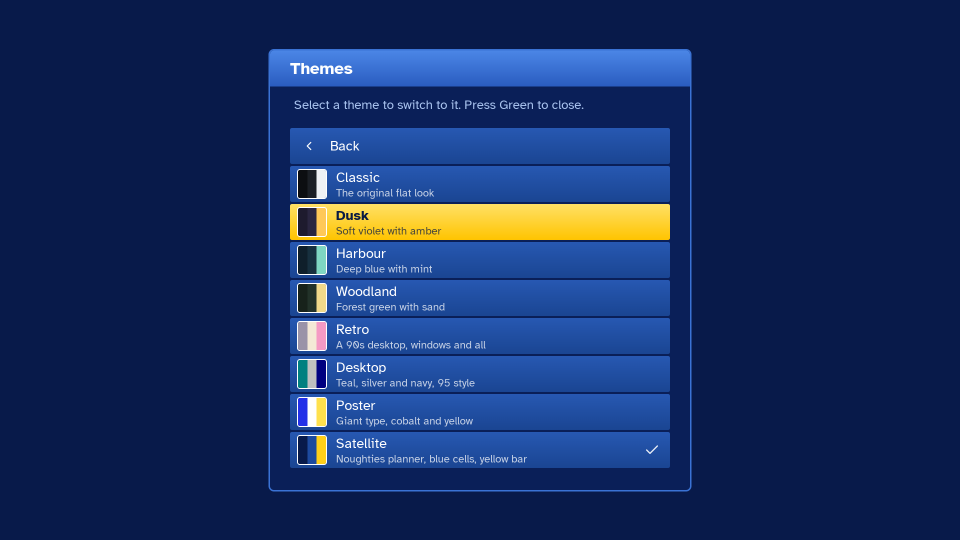 Themes
Select a theme to switch to it. Press Green to close.
Back
Classic
The original flat look
Dusk
Soft violet with amber
Harbour
Deep blue with mint
Woodland
Forest green with sand
Retro
A 90s desktop, windows and all
Desktop
Teal, silver and navy, 95 style
Poster
Giant type, cobalt and yellow
Satellite
Noughties planner, blue cells, yellow bar